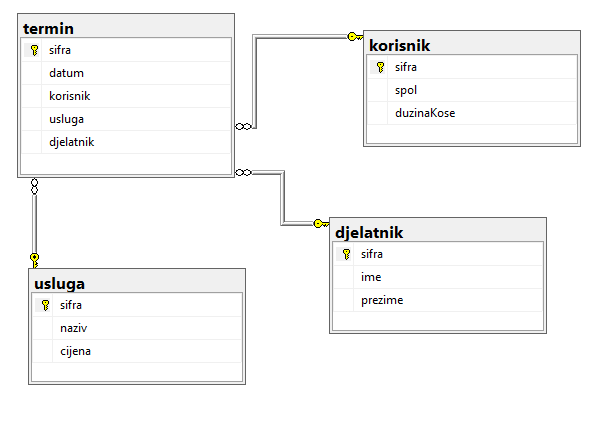 termin
sifra
datum
korisnik
usluga
djelatnik
korisnik
sifra
spol
duzinaKose
djelatnik
sifra
ime
prezime
usluga
sifra
naziv
cijena